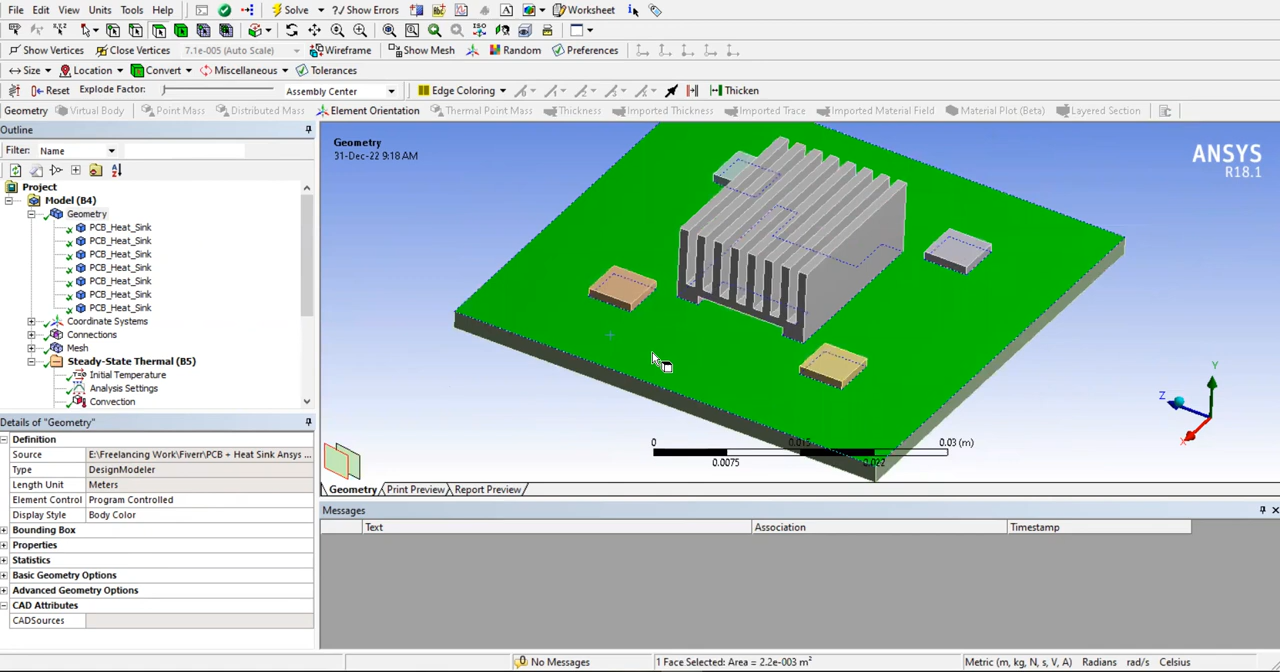 File Edit View Units Tools Help Solve ?/ Show Errors Worksheet
Show Vertices Close Vertices 7.1e-005 (Auto Scale) Wireframe Show Mesh Random Preferences
Size Location Convert Miscellaneous Tolerances
Reset Explode Factor: Assembly Center Edge Coloring Thicken
Geometry Virtual Body Point Mass Distributed Mass Element Orientation Thermal Point Mass Thickness Imported Thickness Imported Trace Imported Material Field Material Plot (Beta) Layered Section
Outline
Filter: Name
Project
Model (B4)
Geometry
PCB_Heat_Sink
PCB_Heat_Sink
PCB_Heat_Sink
PCB_Heat_Sink
PCB_Heat_Sink
PCB_Heat_Sink
PCB_Heat_Sink
Coordinate Systems
Connections
Mesh
Steady-State Thermal (B5)
Initial Temperature
Analysis Settings
Convection
Details of "Geometry"
Definition
Source E:\Freelancing Work\Fiverr\PCB + Heat Sink Ansys ...
Type DesignModeler
Length Unit Meters
Element Control Program Controlled
Display Style Body Color
Bounding Box
Properties
Statistics
Basic Geometry Options
Advanced Geometry Options
CAD Attributes
CADSources
Geometry
31-Dec-22 9:18 AM
ANSYS
R18.1
Y
Z
X
0 0.015 0.03 (m)
0.0075 0.022
Geometry Print Preview Report Preview
Messages
Text Association Timestamp
No Messages 1 Face Selected: Area = 2.2e-003 m² Metric (m, kg, N, s, V, A) Radians rad/s Celsius